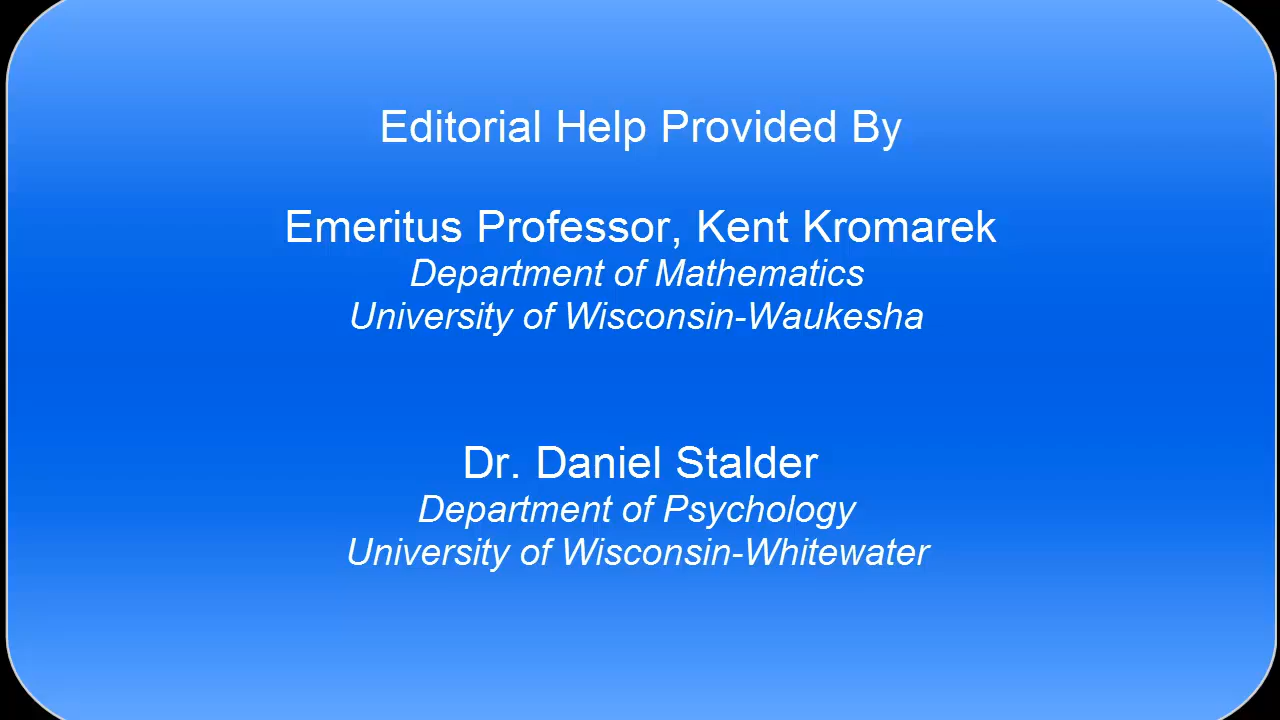 Editorial Help Provided By
Emeritus Professor, Kent Kromarek
Department of Mathematics
University of Wisconsin-Waukesha
Dr. Daniel Stalder
Department of Psychology
University of Wisconsin-Whitewater